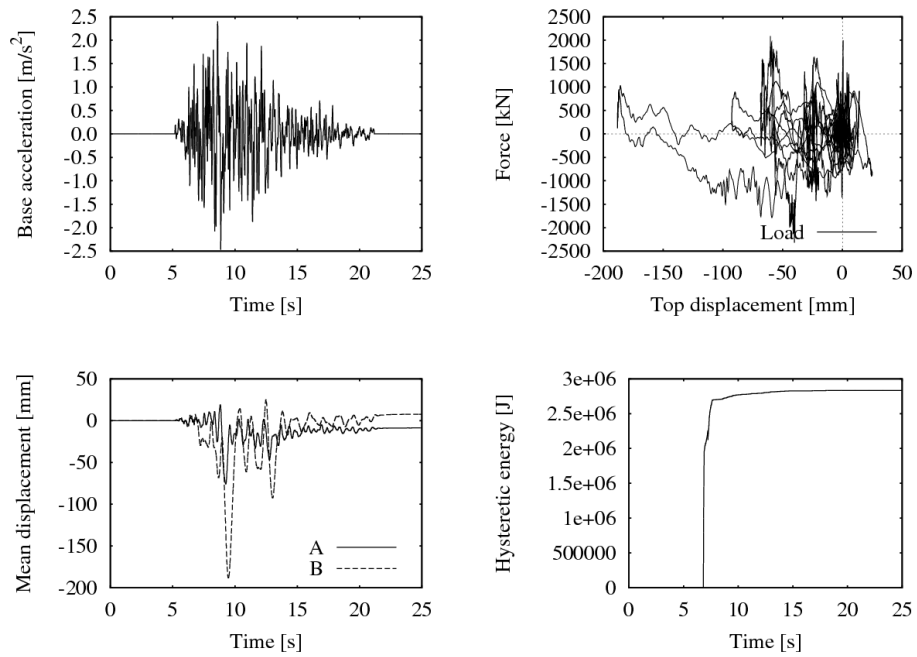 2.5
2.0
1.5
1.0
0.5
0.0
-0.5
-1.0
-1.5
-2.0
-2.5
0 5 10 15 20 25
Base acceleration [m/s²]
Time [s]
2500
2000
1500
1000
500
0
-500
-1000
-1500
-2000
-2500
-200 -150 -100 -50 0 50
Force [kN]
Load
Top displacement [mm]
50
0
-50
-100
-150
-200
0 5 10 15 20 25
Mean displacement [mm]
A
B
Time [s]
3e+06
2.5e+06
2e+06
1.5e+06
1e+06
500000
0
0 5 10 15 20 25
Hysteretic energy [J]
Time [s]